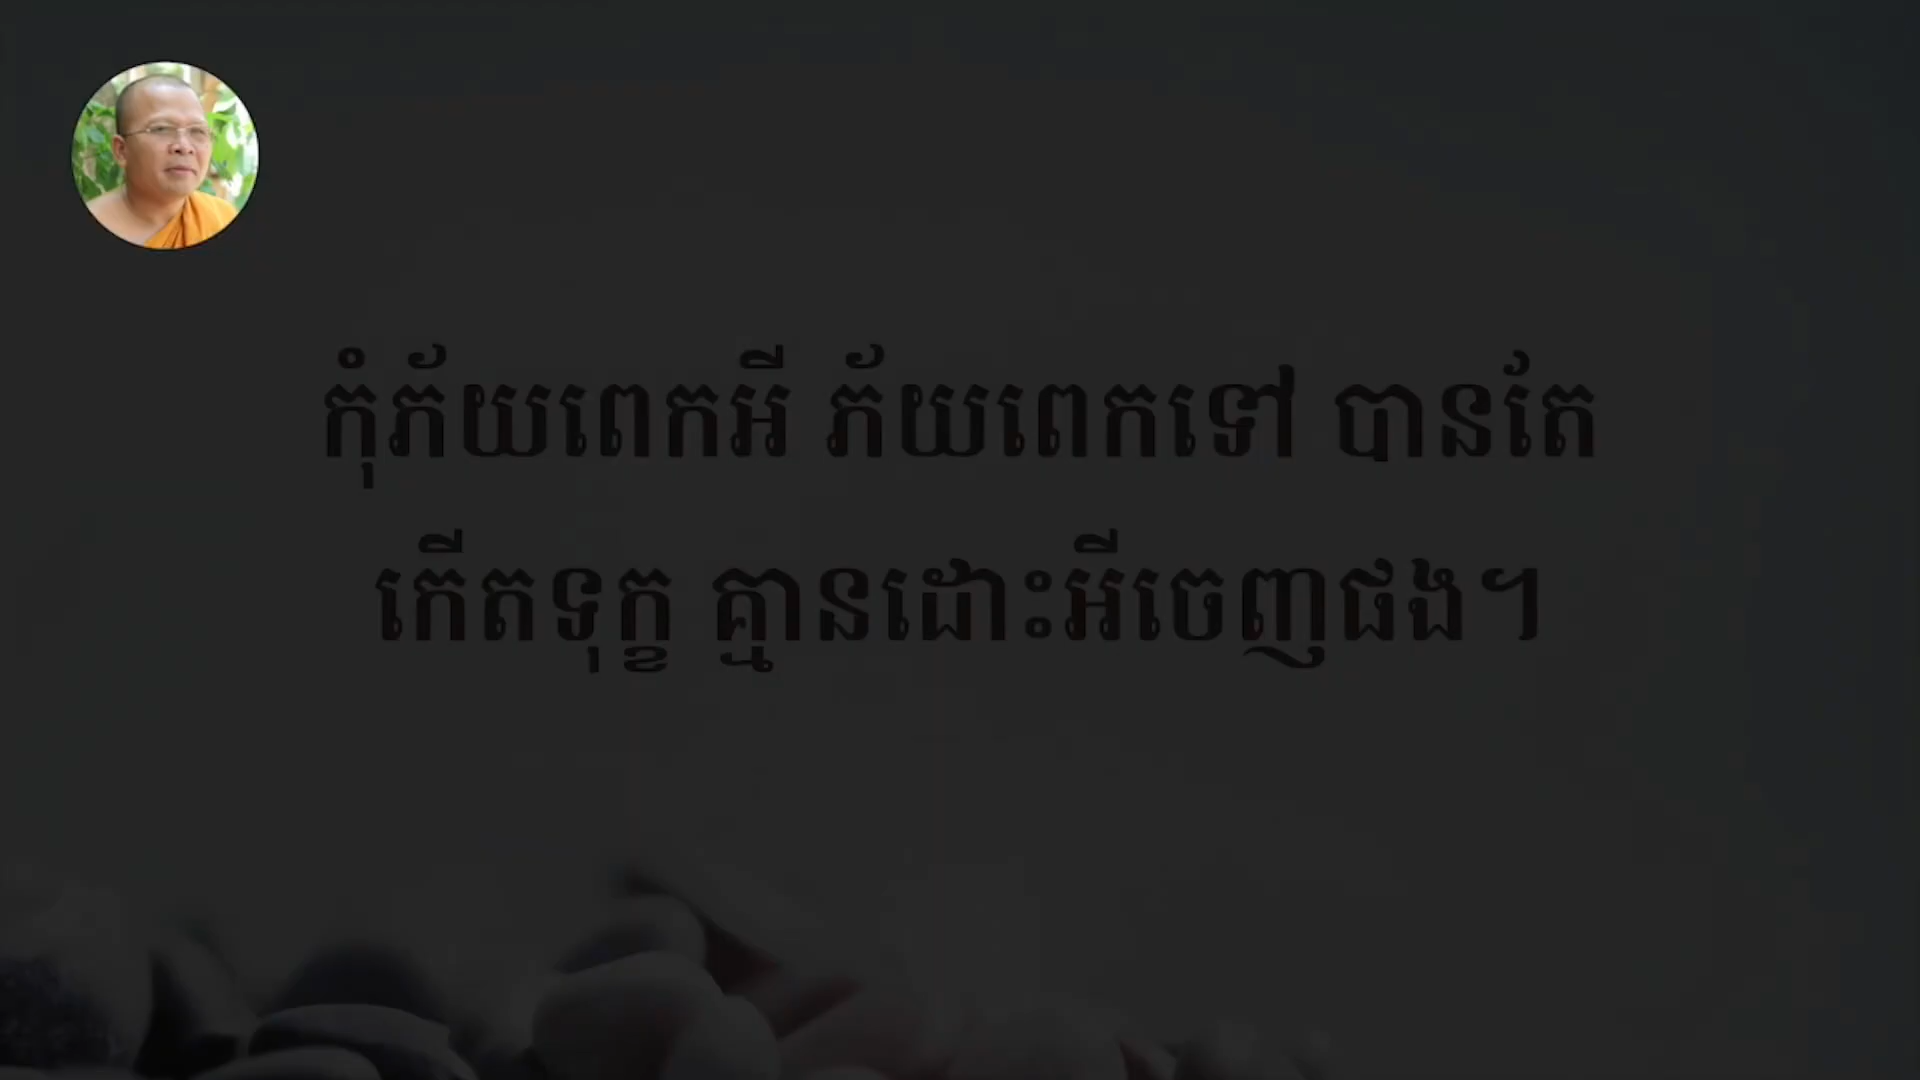 កុំភ័យពេកអី ភ័យពេកទៅ បានតែ
កើតទុក្ខ គ្មានដោះអីចេញផង។